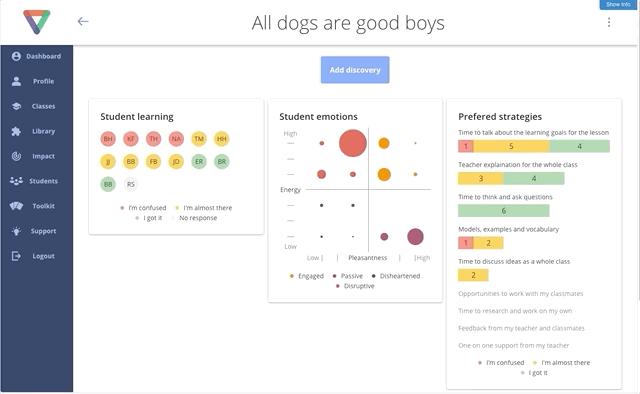 Show Info
All dogs are good boys
Dashboard
Profile
Classes
Library
Impact
Students
Toolkit
Support
Logout
Add discovery
Student learning
BH KF TH NA TM HH
JJ BB FB JD ER BR
BB RS
I'm confused I'm almost there
I got it No response
Student emotions
High
Energy
Low
Low Pleasantness High
Engaged Passive Disheartened
Disruptive
Prefered strategies
Time to talk about the learning goals for the lesson
1 5 4
Teacher explaination for the whole class
3 4
Time to think and ask questions
6
Models, examples and vocabulary
1 2
Time to discuss ideas as a whole class
2
Opportunities to work with my classmates
Time to research and work on my own
Feedback from my teacher and classmates
One on one support from my teacher
I'm confused I'm almost there
I got it